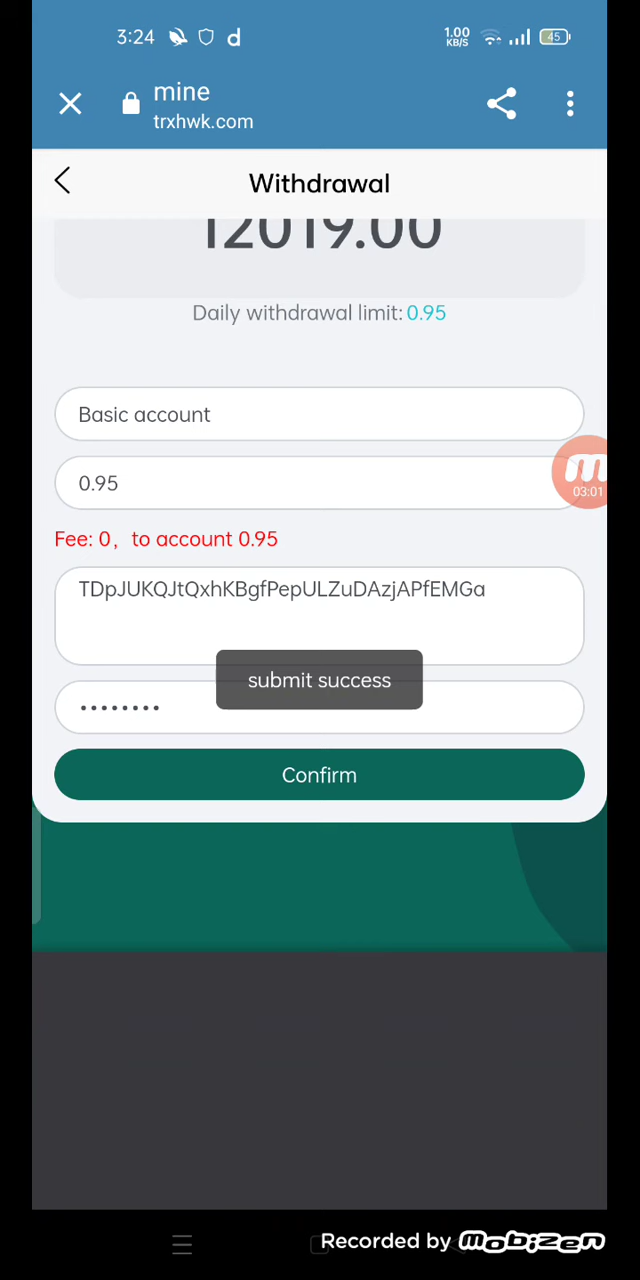 3:24 d 1.00 KB/S 45
mine
trxhwk.com
Withdrawal
12019.00
Daily withdrawal limit: 0.95
Basic account
0.95
03:01
Fee: 0, to account 0.95
TDpJUKQJtQxhKBgfPepULZuDAzjAPfEMGa
submit success
••••••••
Confirm
Recorded by mobizen